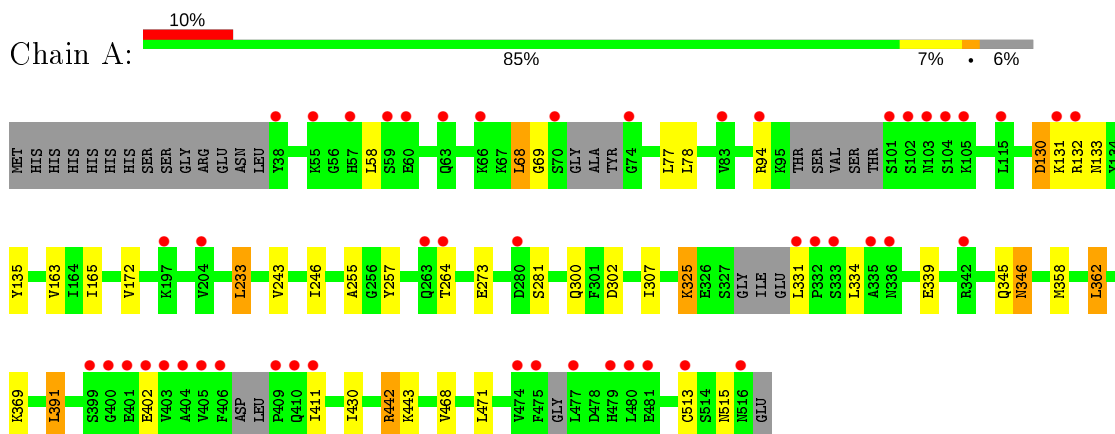 10%
Chain A:
85% 7% • 6%
MET HIS HIS HIS HIS HIS HIS SER SER GLY ARG GLU ASN LEU Y38 K55 G56 H57 L58 S59 E60 Q63 K66 K67 L68 G69 S70 GLY ALA TYR G74 L77 L78 V83 R94 K95 THR SER VAL SER THR S101 S102 N103 S104 K105 L115 D130 K131 R132 N133 Y134
Y135 V163 I164 I165 V172 K197 V204 L233 V243 I246 A255 G256 Y257 Q263 T264 E273 D280 S281 Q300 F301 D302 I307 K325 E326 S327 GLY ILE GLU L331 P332 S333 L334 A335 N336 E339 R342 Q345 N346 M358 L362
K369 L391 S399 G400 E401 E402 V403 A404 V405 F406 ASP LEU P409 Q410 I411 I430 R442 K443 V468 L471 V474 F475 GLY L477 D478 H479 L480 E481 C513 S514 N515 N516 GLU